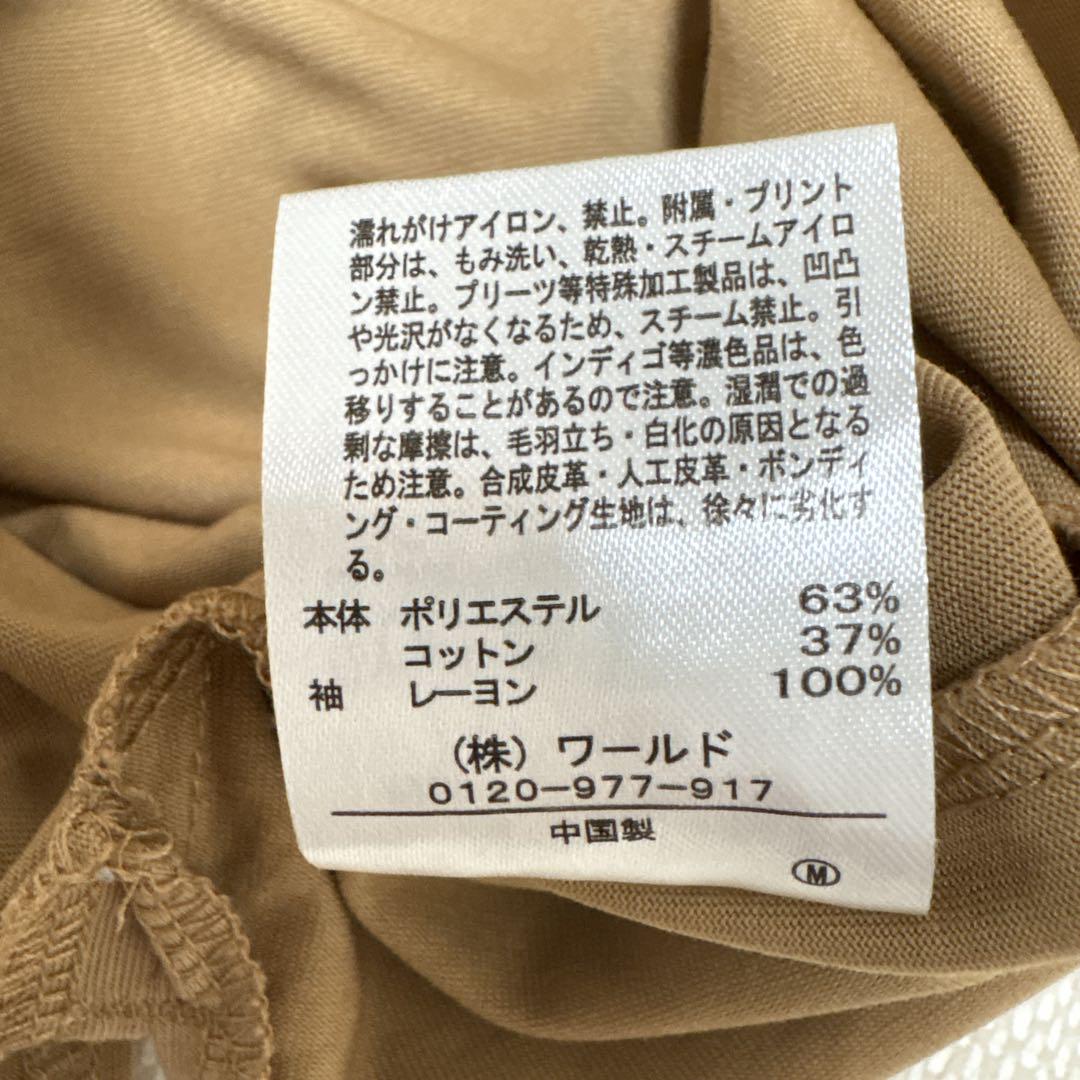 濡れがけアイロン、禁止。附属・プリント
部分は、もみ洗い、乾熱・スチームアイロ
ン禁止。プリーツ等特殊加工製品は、凹凸
や光沢がなくなるため、スチーム禁止。引
っかけに注意。インディゴ等濃色品は、色
移りすることがあるので注意。湿潤での過
剰な摩擦は、毛羽立ち・白化の原因となる
ため注意。合成皮革・人工皮革・ボンディ
ング・コーティング生地は、徐々に劣化す
る。
本体 ポリエステル 63%
コットン 37%
袖 レーヨン 100%
(株) ワールド
0120-977-917
中国製
Ⓜ